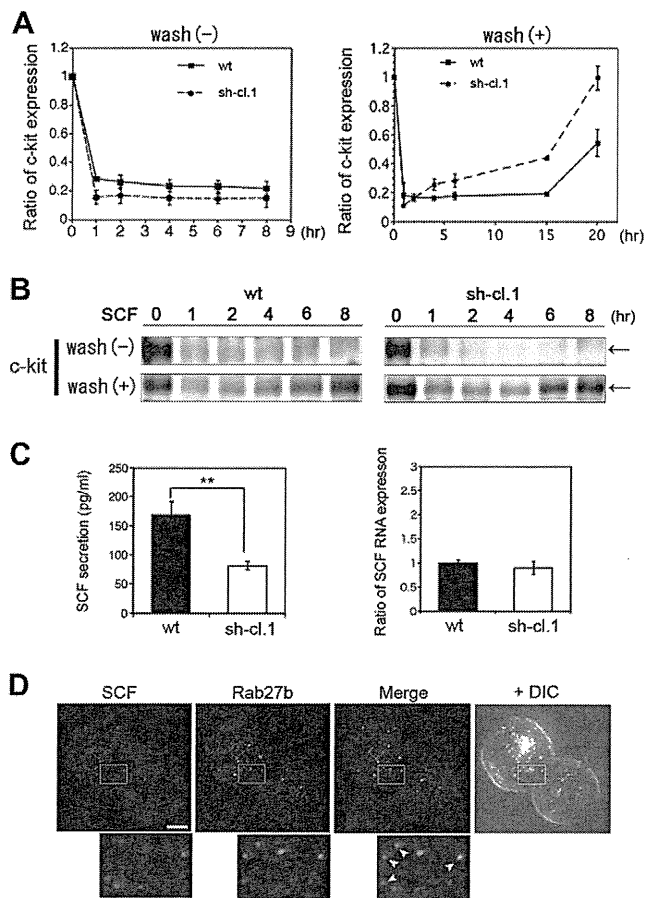 A
wash (−)
Ratio of c-kit expression
1.2
1
0.8
0.6
0.4
0.2
0
wt
sh-cl.1
0 1 2 3 4 5 6 7 8 9 (hr)
wash (+)
Ratio of c-kit expression
1.2
1
0.8
0.6
0.4
0.2
0
wt
sh-cl.1
0 5 10 15 20 (hr)
B
wt sh-cl.1
SCF 0 1 2 4 6 8 0 1 2 4 6 8 (hr)
c-kit
wash (−)
wash (+)
C
SCF secretion (pg/ml)
250
200
150
100
50
0
**
wt sh-cl.1
Ratio of SCF RNA expresson
3
2.5
2
1.5
1
0.5
0
wt sh-cl.1
D
SCF Rab27b Merge + DIC